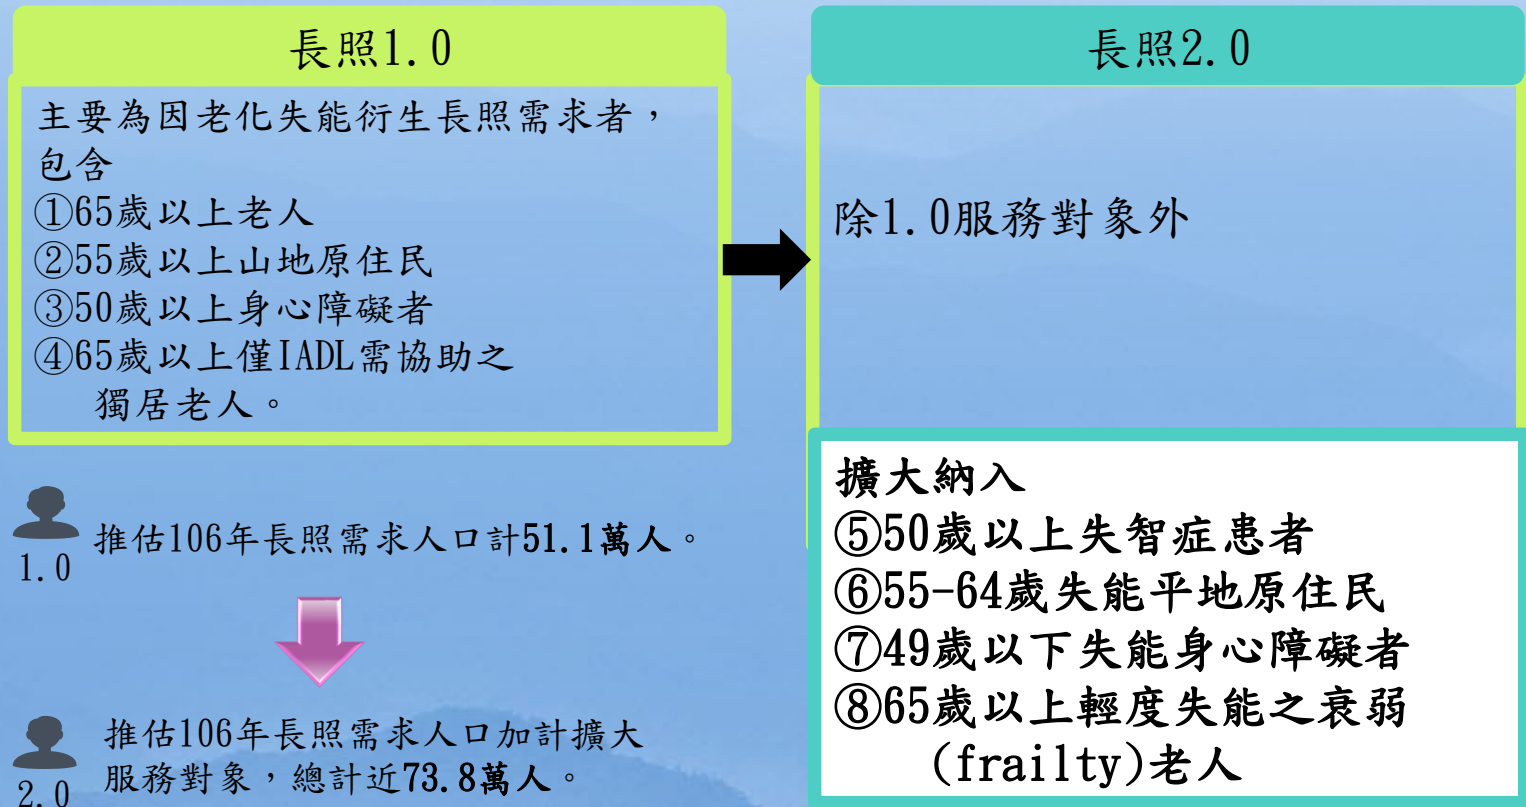 長照1.0
主要為因老化失能衍生長照需求者，
包含
①65歲以上老人
②55歲以上山地原住民
③50歲以上身心障礙者
④65歲以上僅IADL需協助之
獨居老人。
1.0
推估106年長照需求人口計51.1萬人。
2.0
推估106年長照需求人口加計擴大
服務對象，總計近73.8萬人。
長照2.0
除1.0服務對象外
擴大納入
⑤50歲以上失智症患者
⑥55-64歲失能平地原住民
⑦49歲以下失能身心障礙者
⑧65歲以上輕度失能之衰弱
(frailty)老人